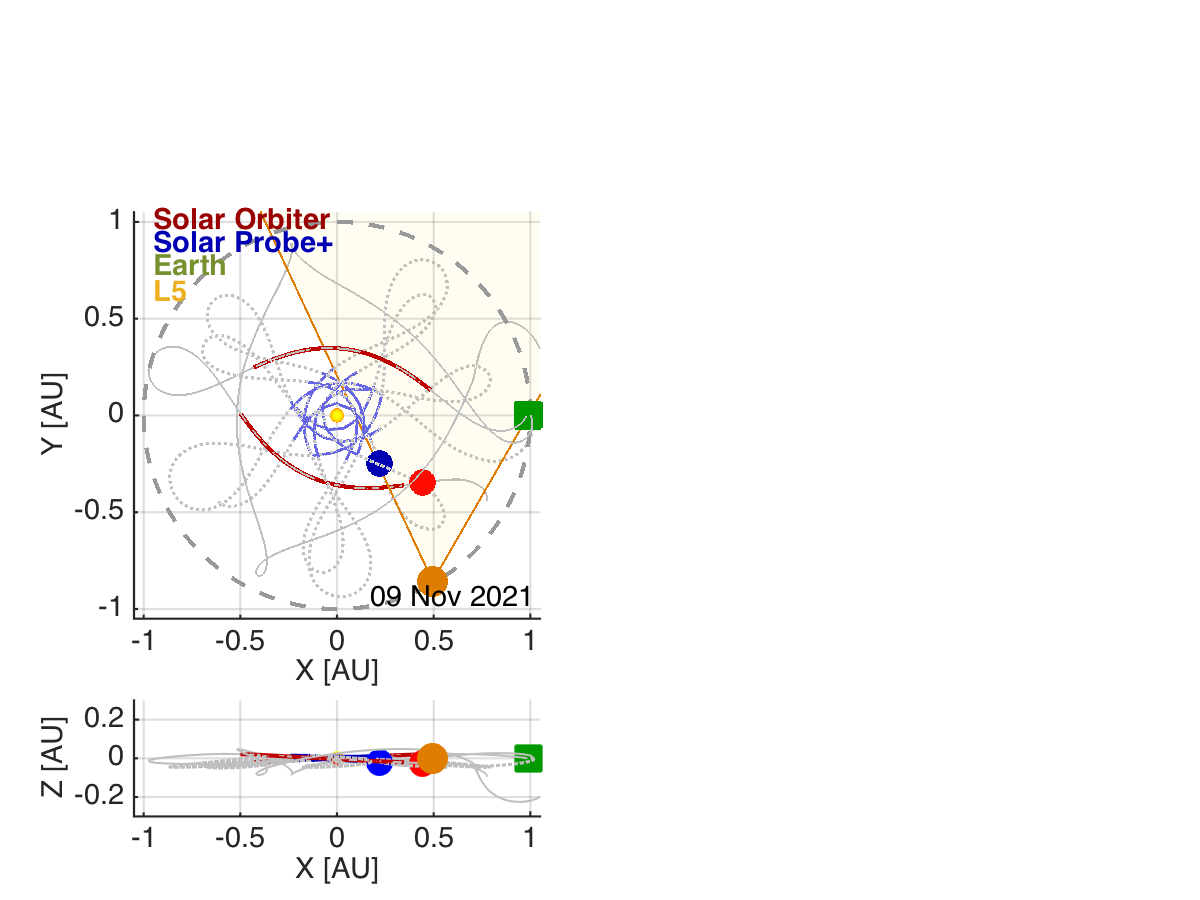 Solar Orbiter
Solar Probe+
Earth
L5
1
0.5
0
-0.5
-1
Y [AU]
09 Nov 2021
-1 -0.5 0 0.5 1
X [AU]
0.2
0
-0.2
Z [AU]
-1 -0.5 0 0.5 1
X [AU]